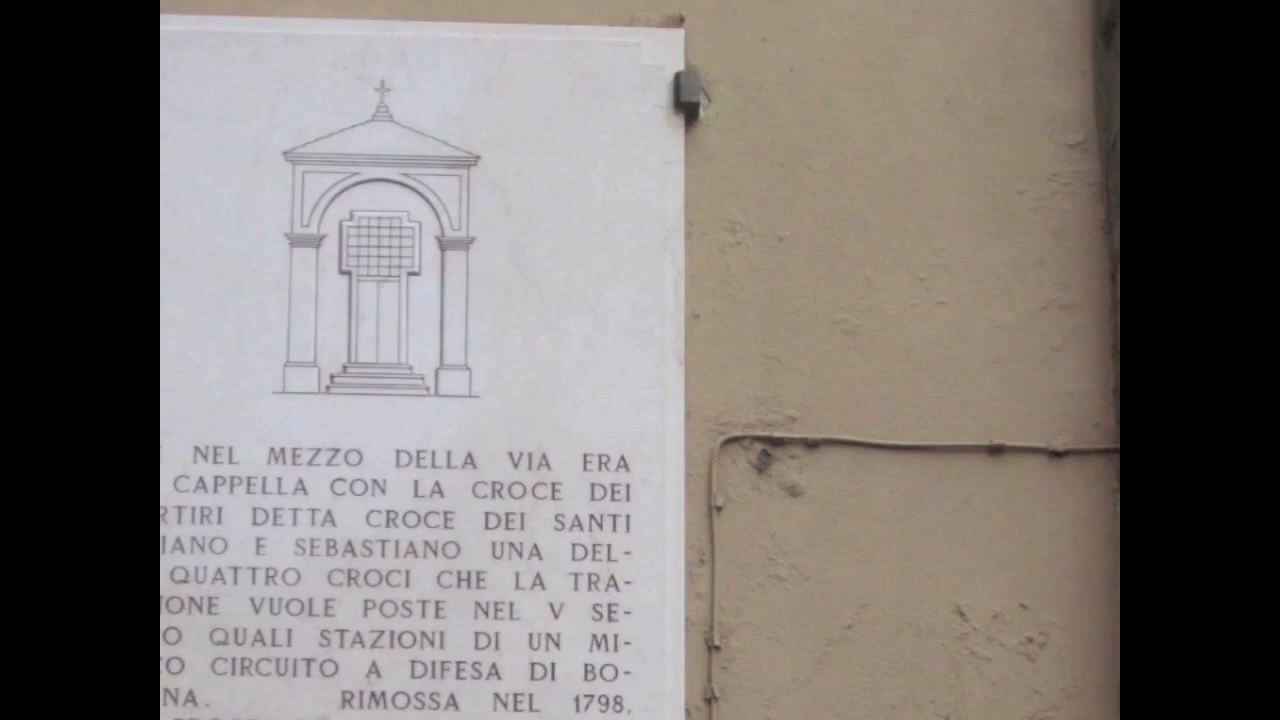 NEL MEZZO DELLA VIA ERA
CAPPELLA CON LA CROCE DEI
RTIRI DETTA CROCE DEI SANTI
IANO E SEBASTIANO UNA DEL-
QUATTRO CROCI CHE LA TRA-
IONE VUOLE POSTE NEL V SE-
O QUALI STAZIONI DI UN MI-
CO CIRCUITO A DIFESA DI BO-
NA. RIMOSSA NEL 1798.